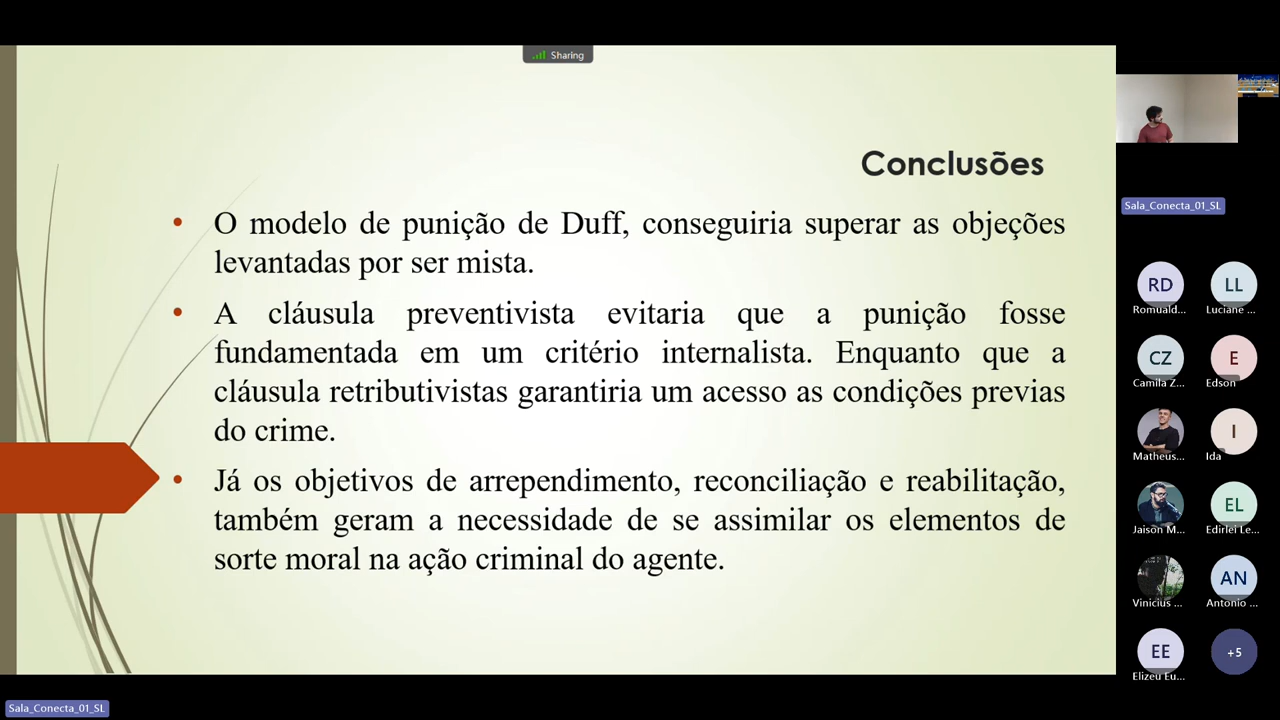 Sharing
Conclusões
• O modelo de punição de Duff, conseguiria superar as objeções
levantadas por ser mista.
• A cláusula preventivista evitaria que a punição fosse
fundamentada em um critério internalista. Enquanto que a
cláusula retributivistas garantiria um acesso as condições previas
do crime.
• Já os objetivos de arrependimento, reconciliação e reabilitação,
também geram a necessidade de se assimilar os elementos de
sorte moral na ação criminal do agente.
Sala_Conecta_01_SL
RD
LL
Romuald...
Luciane ...
CZ
E
Camila Z...
Edson
I
Matheus...
Ida
EL
Jaison M...
Edirlei Le...
AN
Vinicius ...
Antonio ...
EE
+5
Elizeu Eu...
Sala_Conecta_01_SL